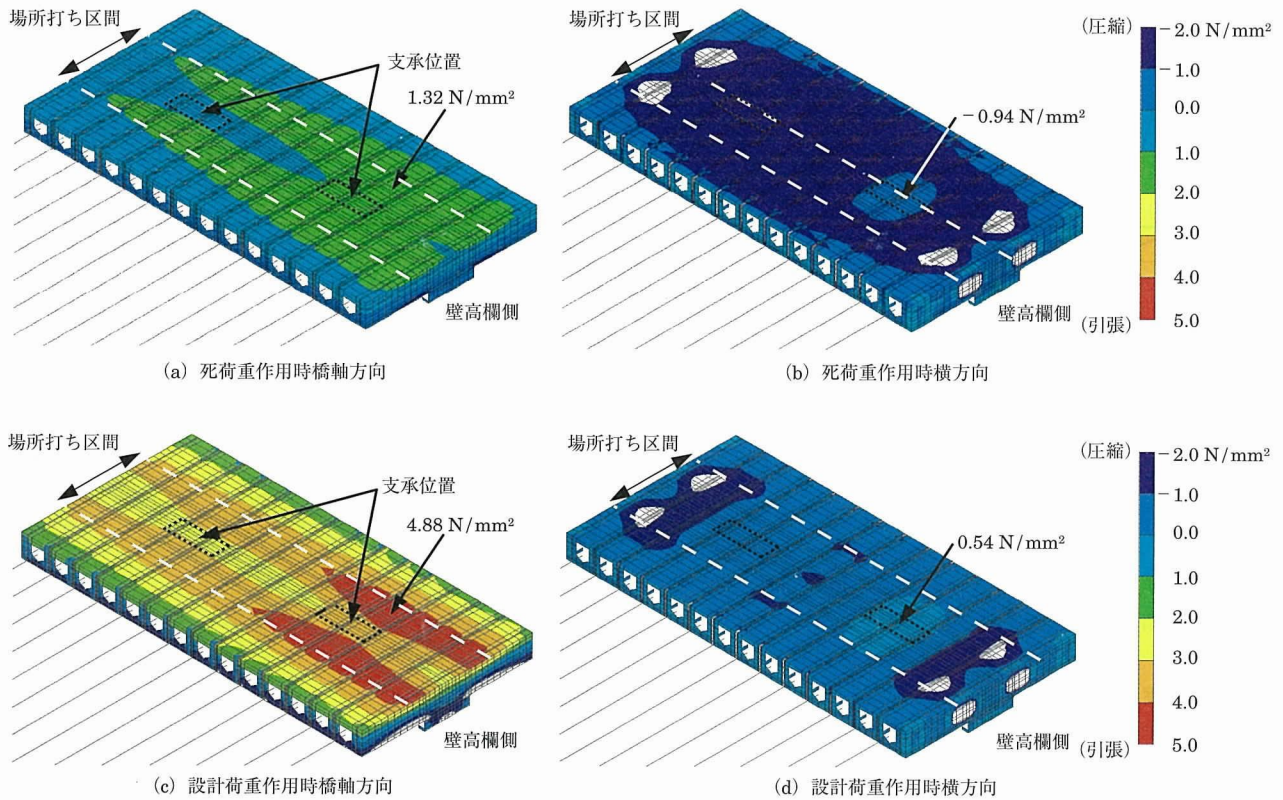 場所打ち区間
支承位置
1.32 N/mm²
壁高欄側
(a) 死荷重作用時橋軸方向
場所打ち区間
−0.94 N/mm²
壁高欄側
(b) 死荷重作用時横方向
(圧縮)
−2.0 N/mm²
−1.0
0.0
1.0
2.0
3.0
4.0
5.0
(引張)
場所打ち区間
支承位置
4.88 N/mm²
壁高欄側
(c) 設計荷重作用時橋軸方向
場所打ち区間
0.54 N/mm²
壁高欄側
(d) 設計荷重作用時横方向
(圧縮)
−2.0 N/mm²
−1.0
0.0
1.0
2.0
3.0
4.0
5.0
(引張)